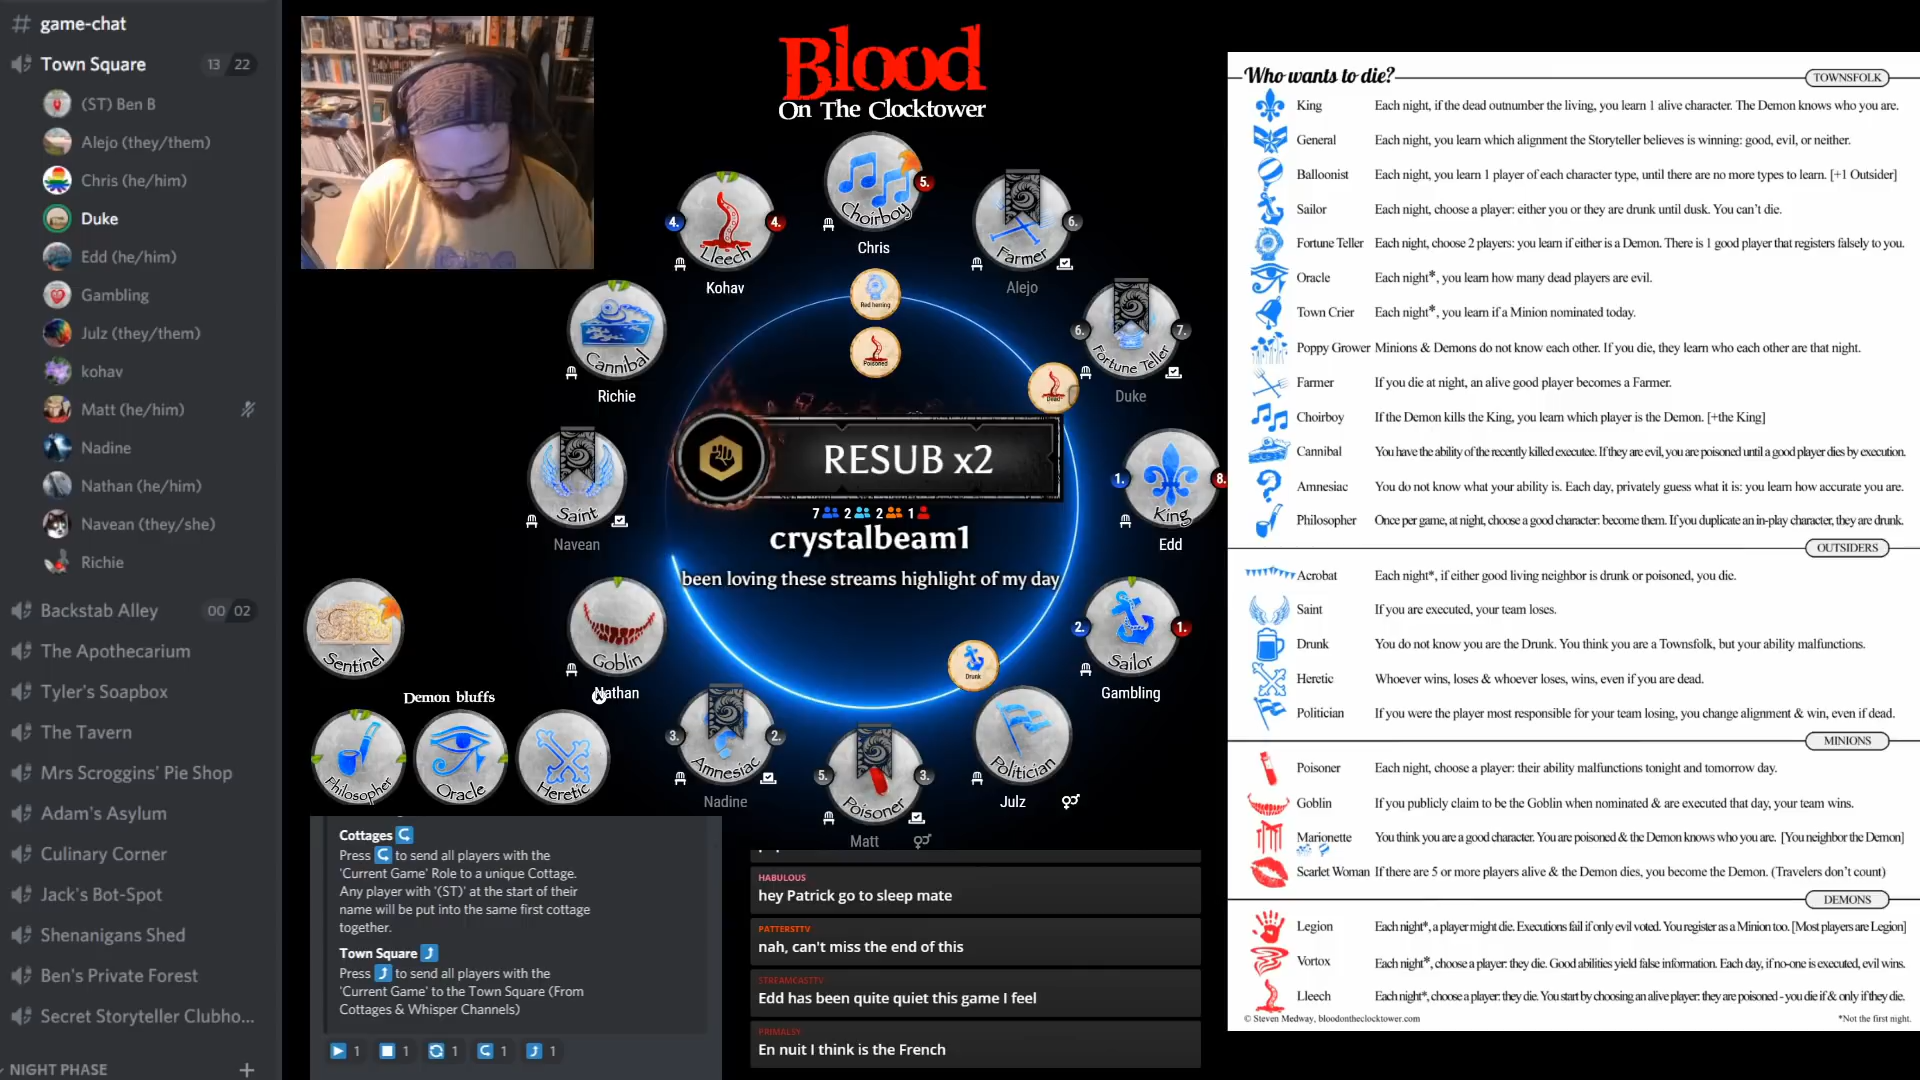 # game-chat
Town Square 13 22
(ST) Ben B
Alejo (they/them)
Chris (he/him)
Duke
Edd (he/him)
Gambling
Julz (they/them)
kohav
Matt (he/him)
Nadine
Nathan (he/him)
Navean (they/she)
Richie
Backstab Alley 00 02
The Apothecarium
Tyler's Soapbox
The Tavern
Mrs Scroggins' Pie Shop
Adam's Asylum
Culinary Corner
Jack's Bot-Spot
Shenanigans Shed
Ben's Private Forest
Secret Storyteller Clubho...
NIGHT PHASE +
Blood
On The Clocktower
Choirboy
5.
Chris
4.
Lleech
4.
Kohav
Farmer
6.
Alejo
Red herring
Poisoned
Cannibal
Richie
6.
Fortune Teller
7.
Duke
Dead
Saint
Navean
RESUB x2
7 2 2 1
crystalbeam1
been loving these streams highlight of my day
1.
King
8.
Edd
Sentinel
Goblin
Nathan
2.
Sailor
1.
Gambling
Drunk
Demon bluffs
Philosopher
Oracle
Heretic
3.
Amnesiac
2.
Nadine
5.
Poisoner
3.
Matt
Politician
Julz
Cottages
Press to send all players with the
'Current Game' Role to a unique Cottage.
Any player with '(ST)' at the start of their
name will be put into the same first cottage
together.
Town Square
Press to send all players with the
'Current Game' to the Town Square (From
Cottages & Whisper Channels)
1 1 1 1 1
HABULOUS
hey Patrick go to sleep mate
PATTERSTTV
nah, can't miss the end of this
STREAMCASTTV
Edd has been quite quiet this game I feel
PRIMALSY
En nuit I think is the French
Who wants to die?
TOWNSFOLK
King Each night, if the dead outnumber the living, you learn 1 alive character. The Demon knows who you are.
General Each night, you learn which alignment the Storyteller believes is winning: good, evil, or neither.
Balloonist Each night, you learn 1 player of each character type, until there are no more types to learn. [+1 Outsider]
Sailor Each night, choose a player: either you or they are drunk until dusk. You can't die.
Fortune Teller Each night, choose 2 players: you learn if either is a Demon. There is 1 good player that registers falsely to you.
Oracle Each night*, you learn how many dead players are evil.
Town Crier Each night*, you learn if a Minion nominated today.
Poppy Grower Minions & Demons do not know each other. If you die, they learn who each other are that night.
Farmer If you die at night, an alive good player becomes a Farmer.
Choirboy If the Demon kills the King, you learn which player is the Demon. [+the King]
Cannibal You have the ability of the recently killed executee. If they are evil, you are poisoned until a good player dies by execution.
Amnesiac You do not know what your ability is. Each day, privately guess what it is: you learn how accurate you are.
Philosopher Once per game, at night, choose a good character: become them. If you duplicate an in-play character, they are drunk.
OUTSIDERS
Acrobat Each night*, if either good living neighbor is drunk or poisoned, you die.
Saint If you are executed, your team loses.
Drunk You do not know you are the Drunk. You think you are a Townsfolk, but your ability malfunctions.
Heretic Whoever wins, loses & whoever loses, wins, even if you are dead.
Politician If you were the player most responsible for your team losing, you change alignment & win, even if dead.
MINIONS
Poisoner Each night, choose a player: their ability malfunctions tonight and tomorrow day.
Goblin If you publicly claim to be the Goblin when nominated & are executed that day, your team wins.
Marionette You think you are a good character. You are poisoned & the Demon knows who you are. [You neighbor the Demon]
Scarlet Woman If there are 5 or more players alive & the Demon dies, you become the Demon. (Travelers don't count)
DEMONS
Legion Each night*, a player might die. Executions fail if only evil voted. You register as a Minion too. [Most players are Legion]
Vortox Each night*, choose a player: they die. Good abilities yield false information. Each day, if no-one is executed, evil wins.
Lleech Each night*, choose a player: they die. You start by choosing an alive player: they are poisoned - you die if & only if they die.
© Steven Medway, bloodontheclocktower.com
*Not the first night.